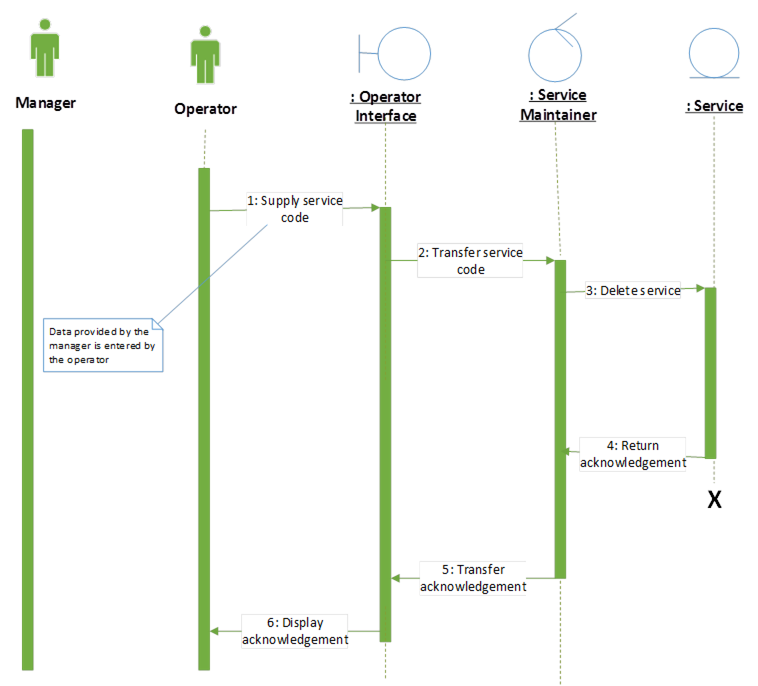 Manager
Operator
: Operator
Interface
: Service
Maintainer
: Service
1: Supply service
code
2: Transfer service
code
3: Delete service
Data provided by the
manager is entered by
the operator
4: Return
acknowledgement
X
5: Transfer
acknowledgement
6: Display
acknowledgement